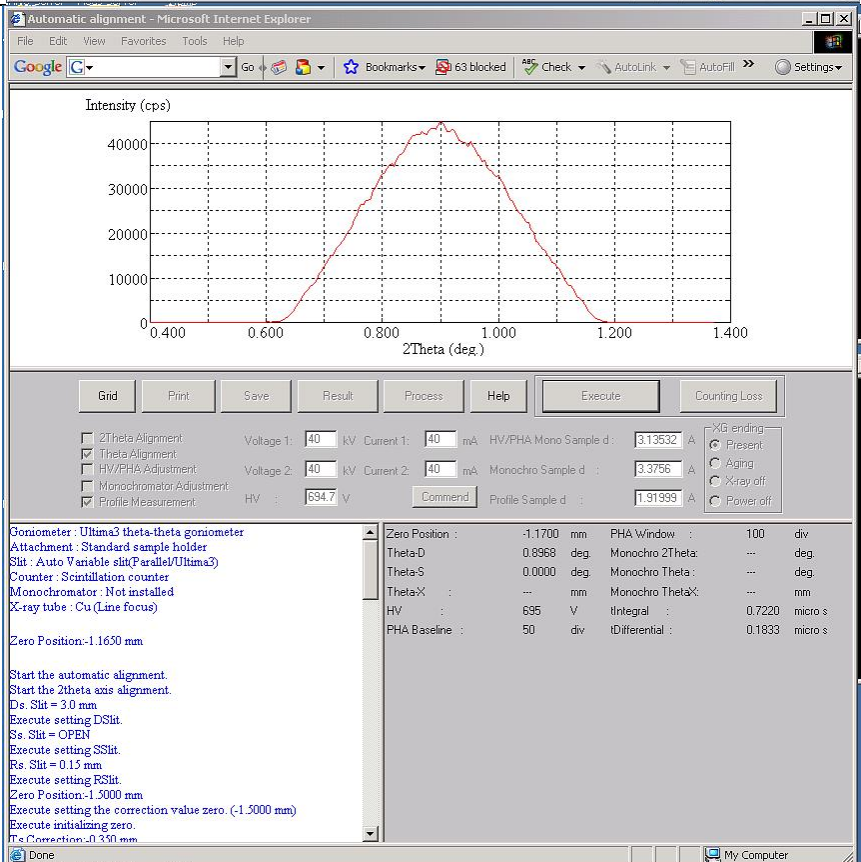 Automatic alignment - Microsoft Internet Explorer
File Edit View Favorites Tools Help
Google G Go Bookmarks 63 blocked ABC Check AutoLink AutoFill » Settings
Intensity (cps)
40000
30000
20000
10000
0
0.400 0.600 0.800 1.000 1.200 1.400
2Theta (deg.)
Grid Print Save Result Process Help Execute Counting Loss
2Theta Alignment
Theta Alignment
HV/PHA Adjustment
Monochromator Adjustment
Profile Measurement
Voltage 1: 40 kV Current 1: 40 mA HV/PHA Mono Sample d : 3.13532 A
Voltage 2: 40 kV Current 2: 40 mA Monochro Sample d : 3.3756 A
HV : 694.7 V Commend Profile Sample d : 1.91999 A
XG ending
Present
Aging
X-ray off
Power off
Goniometer : Ultima3 theta-theta goniometer
Attachment : Standard sample holder
Slit : Auto Variable slit(Parallel/Ultima3)
Counter : Scintillation counter
Monochromator : Not installed
X-ray tube : Cu (Line focus)
Zero Position:-1.1650 mm
Start the automatic alignment.
Start the 2theta axis alignment.
Ds. Slit = 3.0 mm
Execute setting DSlit.
Ss. Slit = OPEN
Execute setting SSlit.
Rs. Slit = 0.15 mm
Execute setting RSlit.
Zero Position:-1.5000 mm
Execute setting the correction value zero. (-1.5000 mm)
Execute initializing zero.
Ts Correction:-0.350 mm
Zero Position : -1.1700 mm PHA Window : 100 div
Theta-D 0.8968 deg. Monochro 2Theta: --- deg.
Theta-S 0.0000 deg. Monochro Theta : --- deg.
Theta-X : --- mm Monochro ThetaX: --- mm
HV : 695 V tIntegral : 0.7220 micro s
PHA Baseline : 50 div tDifferential : 0.1833 micro s
Done My Computer